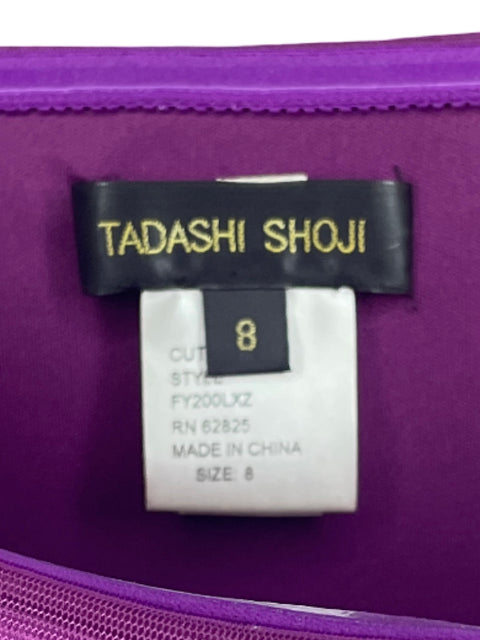 TADASHI SHOJI
8
CUT
STYLE
FY200LXZ
RN 62825
MADE IN CHINA
SIZE: 8